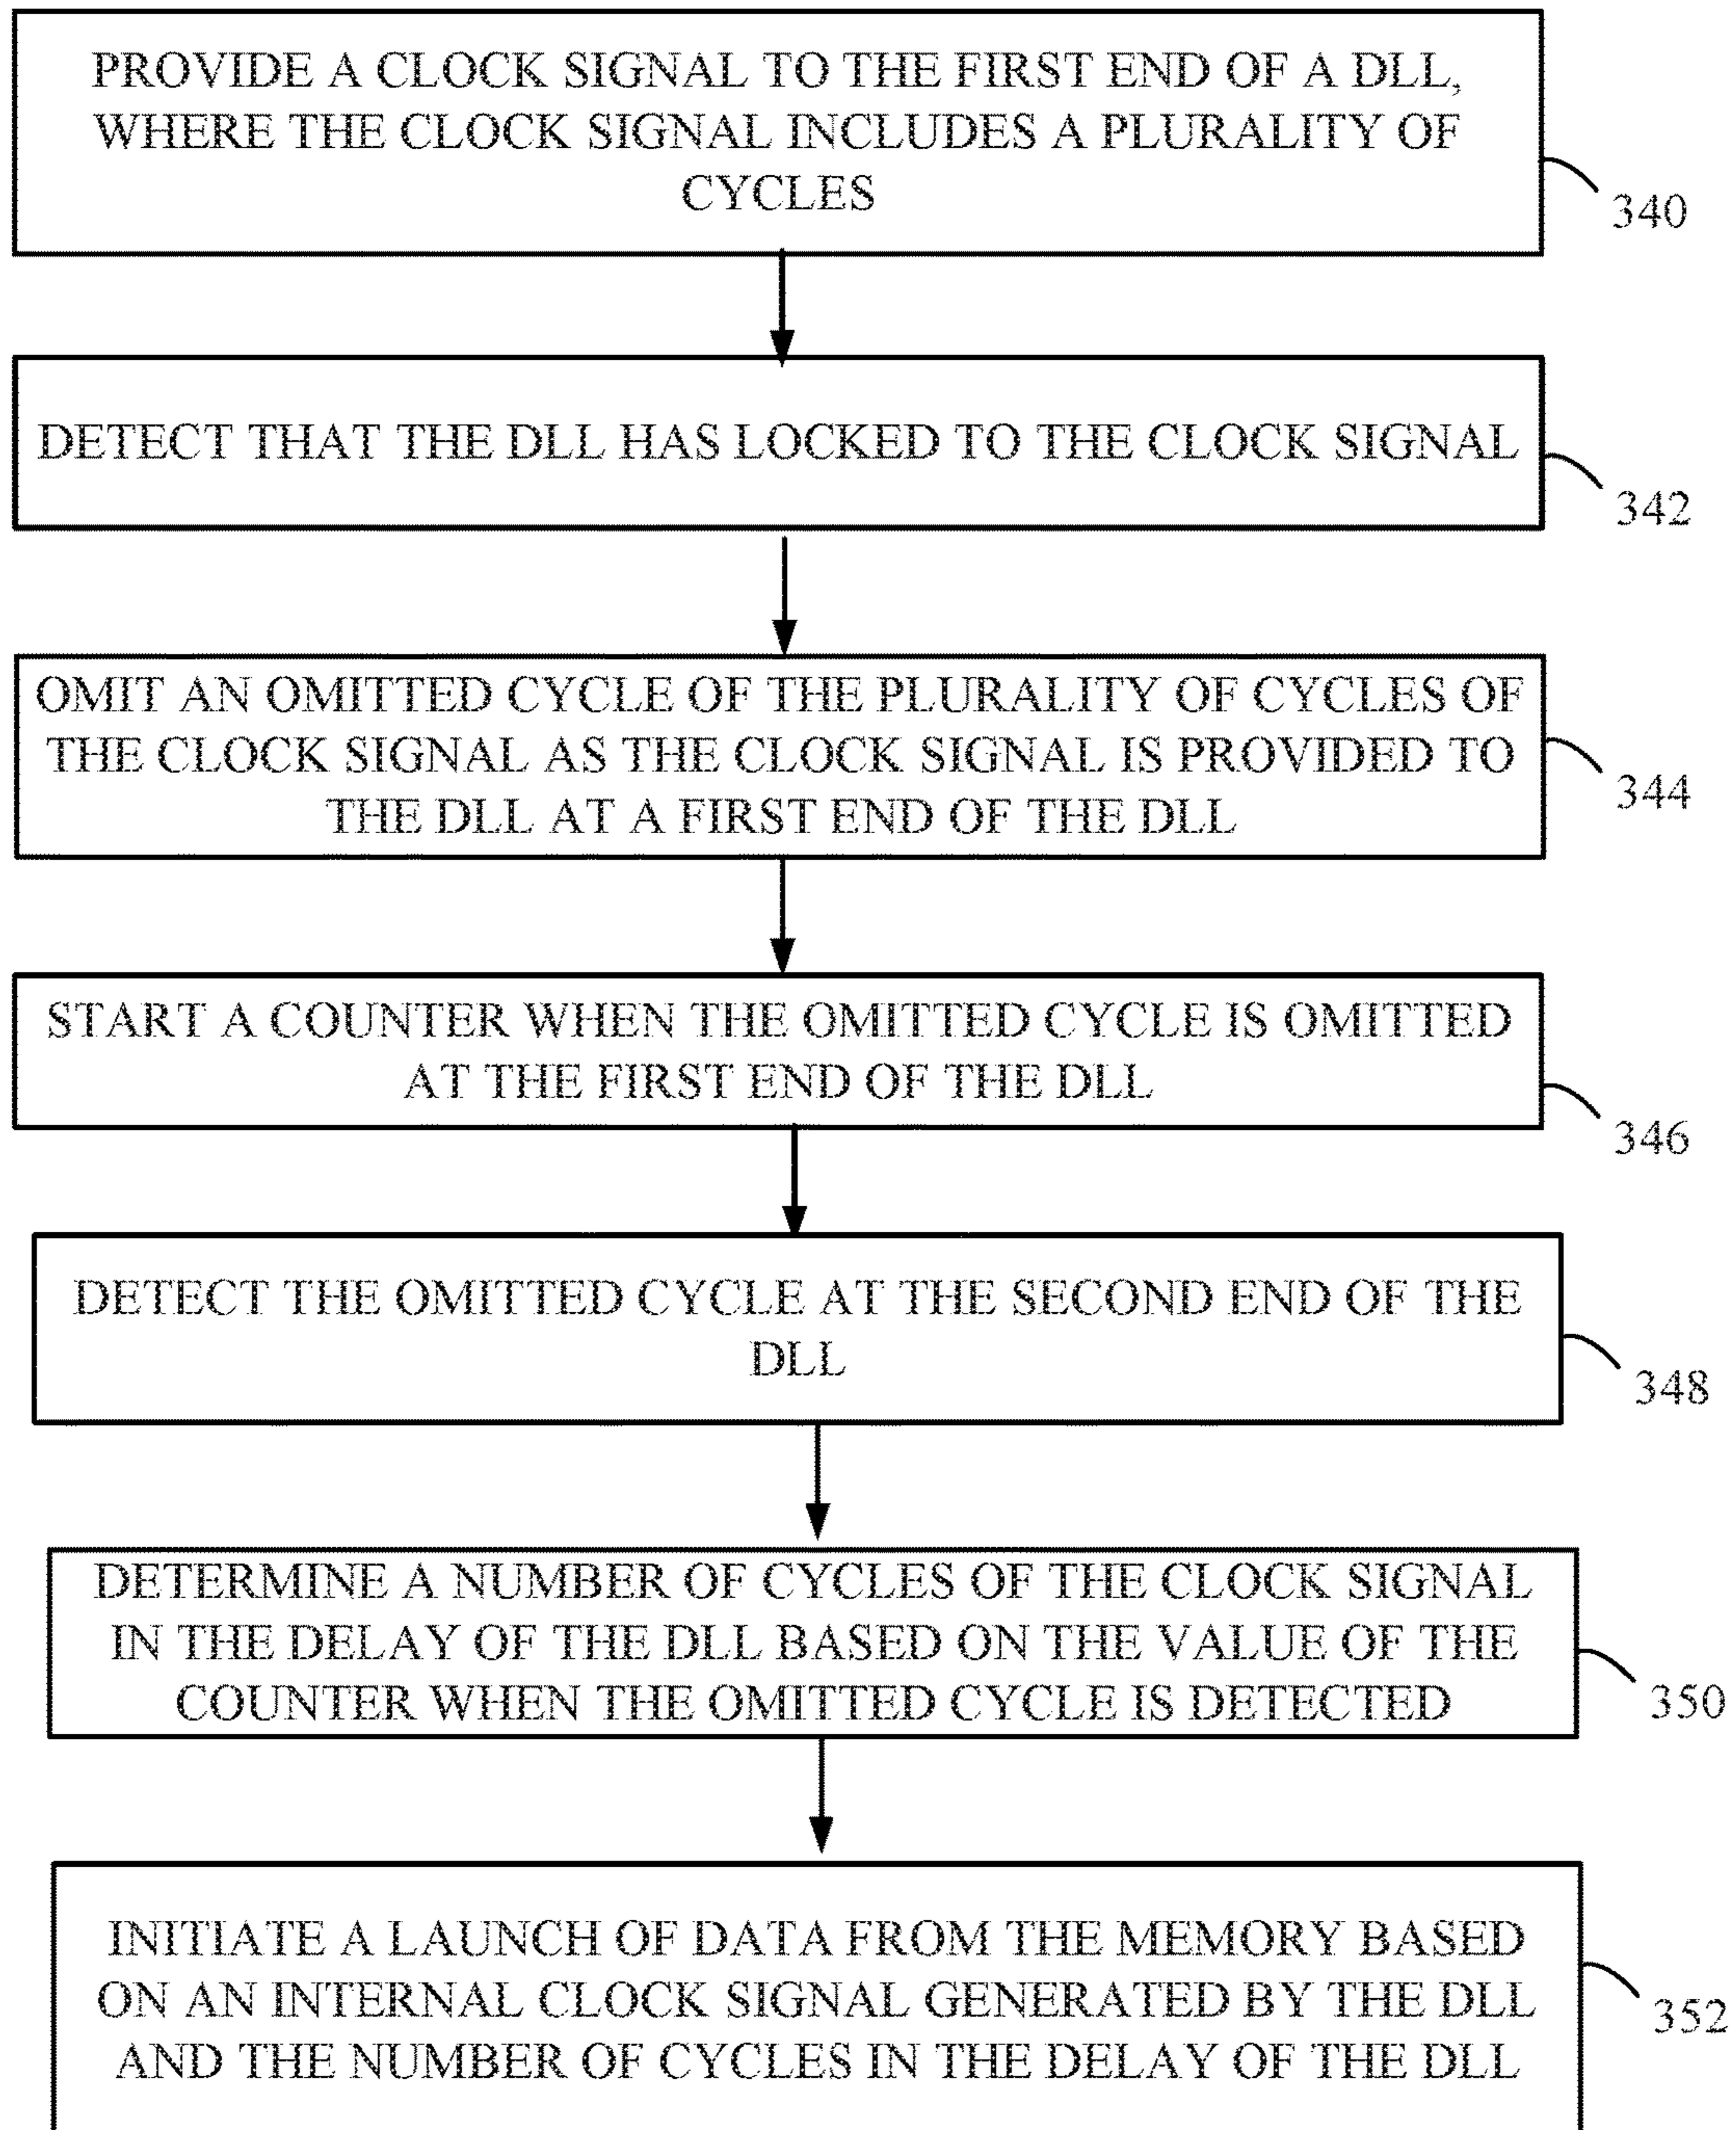 PROVIDE A CLOCK SIGNAL TO THE FIRST END OF A DLL,
WHERE THE CLOCK SIGNAL INCLUDES A PLURALITY OF
CYCLES
340
DETECT THAT THE DLL HAS LOCKED TO THE CLOCK SIGNAL
342
OMIT AN OMITTED CYCLE OF THE PLURALITY OF CYCLES OF
THE CLOCK SIGNAL AS THE CLOCK SIGNAL IS PROVIDED TO
THE DLL AT A FIRST END OF THE DLL
344
START A COUNTER WHEN THE OMITTED CYCLE IS OMITTED
AT THE FIRST END OF THE DLL
346
DETECT THE OMITTED CYCLE AT THE SECOND END OF THE
DLL
348
DETERMINE A NUMBER OF CYCLES OF THE CLOCK SIGNAL
IN THE DELAY OF THE DLL BASED ON THE VALUE OF THE
COUNTER WHEN THE OMITTED CYCLE IS DETECTED
350
INITIATE A LAUNCH OF DATA FROM THE MEMORY BASED
ON AN INTERNAL CLOCK SIGNAL GENERATED BY THE DLL
AND THE NUMBER OF CYCLES IN THE DELAY OF THE DLL
352